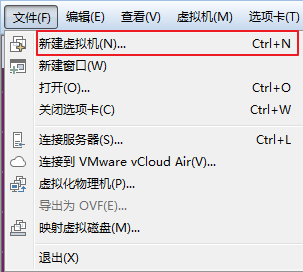 文件(F) 编辑(E) 查看(V) 虚拟机(M) 选项卡(T)
新建虚拟机(N)... Ctrl+N
新建窗口(W)
打开(O)... Ctrl+O
关闭选项卡(C) Ctrl+W
连接服务器(S)... Ctrl+L
连接到 VMware vCloud Air(V)...
虚拟化物理机(P)...
导出为 OVF(E)...
映射虚拟磁盘(M)...
退出(X)